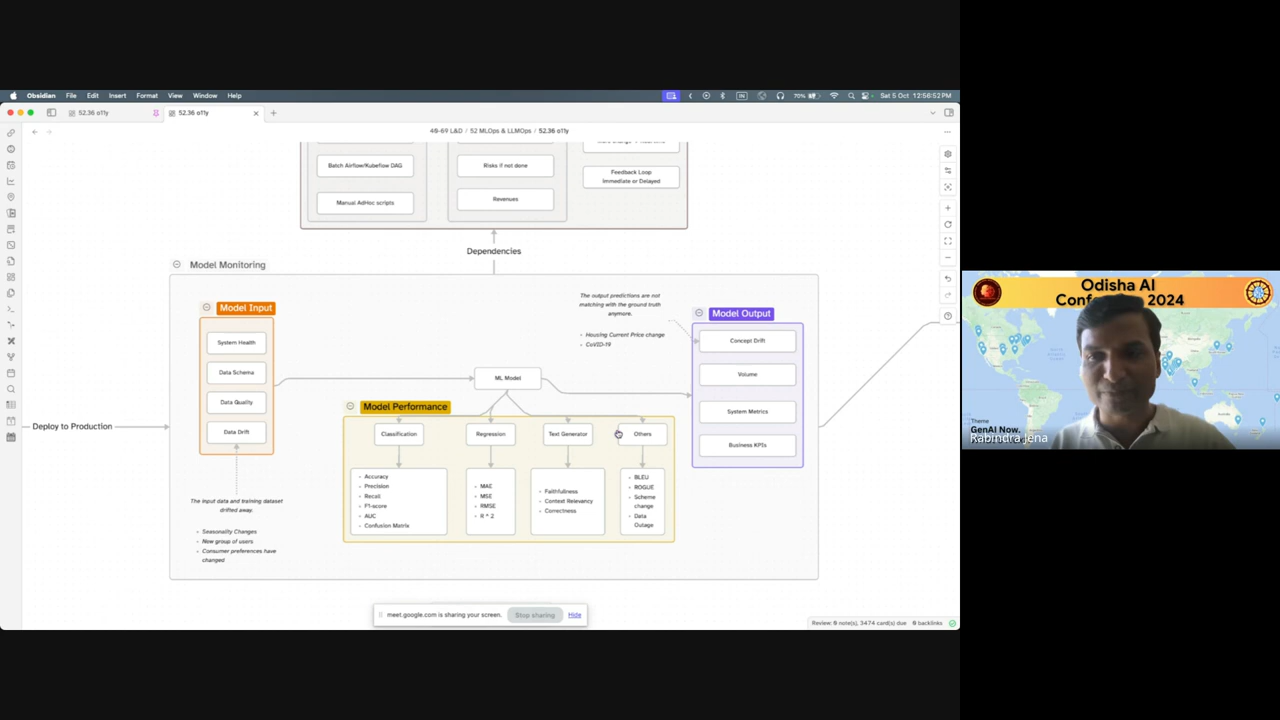 Obsidian File Edit Insert Format View Window Help
IN 70% Sat 5 Oct 12:56:52 PM
52.36 o11y
52.36 o11y
40-69 L&D / 52 MLOps & LLMOps / 52.36 o11y
Batch Airflow/Kubeflow DAG
Manual AdHoc scripts
Risks if not done
Revenues
Feedback Loop
Immediate or Delayed
Dependencies
Model Monitoring
Deploy to Production
Model Input
System Health
Data Schema
Data Quality
Data Drift
The input data and training dataset
drifted away.
Seasonality Changes
New group of users
Consumer preferences have
changed
ML Model
Model Performance
Classification
Regression
Text Generator
Others
Accuracy
Precision
Recall
F1-score
AUC
Confusion Matrix
MAE
MSE
RMSE
R ^ 2
Faithfullness
Context Relevancy
Correctness
BLEU
ROGUE
Scheme
change
Data
Outage
The output predictions are not
matching with the ground truth
anymore.
Housing Current Price change
CoVID-19
Model Output
Concept Drift
Volume
System Metrics
Business KPIs
meet.google.com is sharing your screen. Stop sharing Hide
Review: 0 note(s), 3474 card(s) due 0 backlinks
Odisha AI
Theme
GenAI Now.
Rabindra Jena